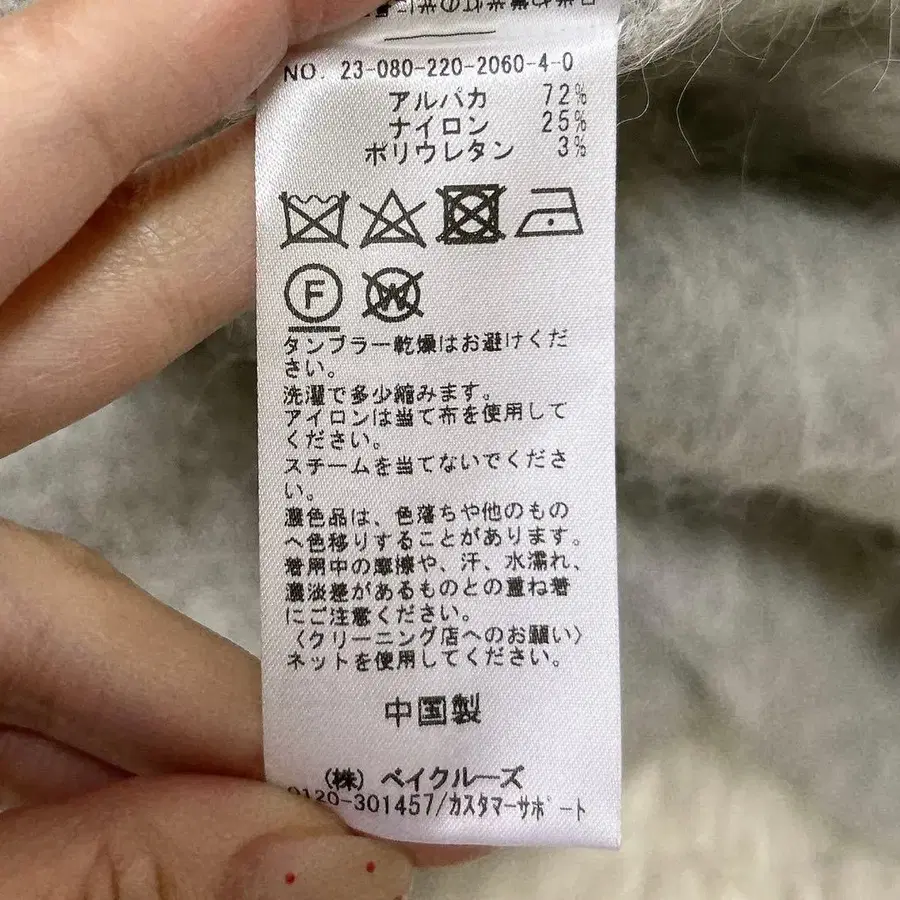 NO. 23-080-220-2060-4-0
アルパカ 72%
ナイロン 25%
ポリウレタン 3%
F W
タンブラー乾燥はお避けくだ
さい。
洗濯で多少縮みます。
アイロンは当て布を使用して
ください。
スチームを当てないでくださ
い。
濃色品は、色落ちや他のもの
へ色移りすることがあります。
着用中の摩擦や、汗、水濡れ、
濃淡差があるものとの重ね着
にご注意ください。
〈クリーニング店へのお願い〉
ネットを使用してください。
中国製
(株) ベイクルーズ
0120-301457/カスタマーサポート